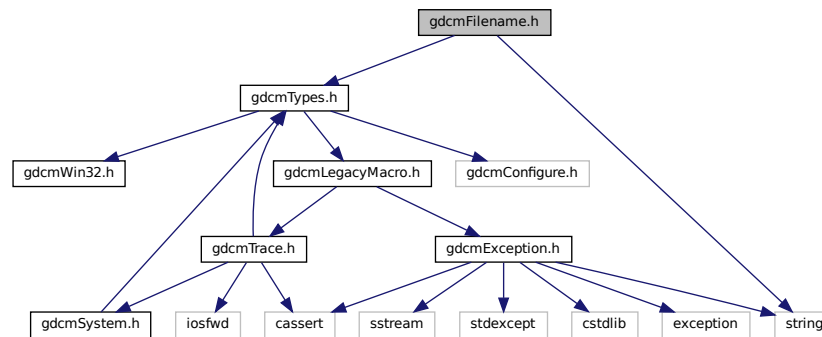 gdcmFilename.h
gdcmTypes.h
gdcmWin32.h
gdcmLegacyMacro.h
gdcmConfigure.h
gdcmTrace.h
gdcmException.h
gdcmSystem.h
iosfwd
cassert
sstream
stdexcept
cstdlib
exception
string